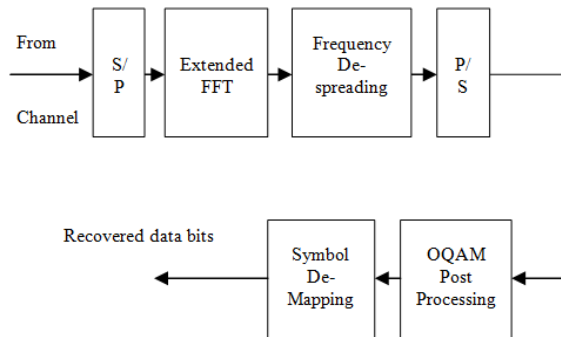 From
Channel
S/
P
Extended
FFT
Frequency
De-
spreading
P/
S
Recovered data bits
Symbol
De-
Mapping
OQAM
Post
Processing